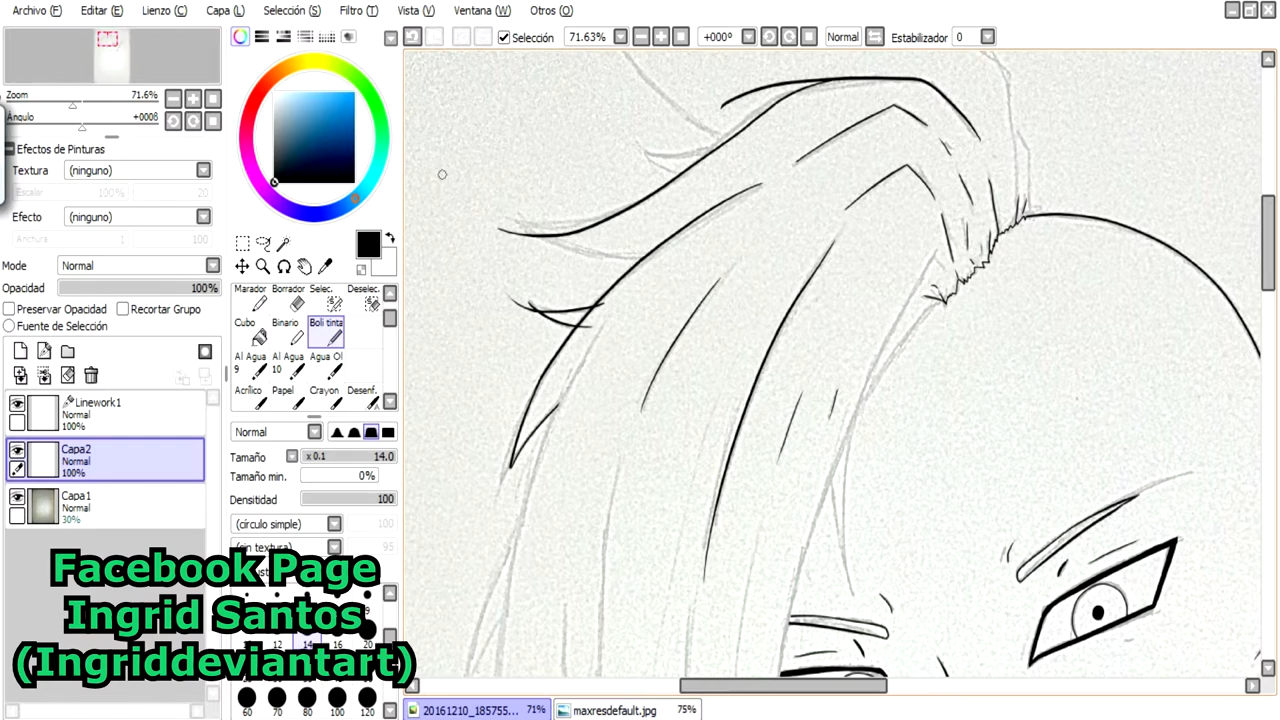 Archivo (F) Editar (E) Lienzo (C) Capa (L) Selección (S) Filtro (T) Vista (V) Ventana (W) Otros (O)
Selección 71.63% +000º Normal Estabilizador 0
Zoom 71.6%
Ángulo +000º
Efectos de Pinturas
Textura (ninguno)
Escalar 100% 20
Efecto (ninguno)
Anchura 1 100
Mode Normal
Opacidad 100%
Preservar Opacidad Recortar Grupo
Fuente de Selección
Linework1
Normal
100%
Capa2
Normal
100%
Capa1
Normal
30%
Marador Borrador Selec. Deselec.
Cubo Binario Boli tinta
Al Agua 9 Al Agua 10 Agua Ol
Acrílico Papel Crayon Desenf.
Normal
Tamaño x 0.1 14.0
Tamaño min. 0%
Densitidad 100
(círculo simple) 100
(sin textura) 95
12 14 16 20
60 70 80 100 120
Facebook Page
Ingrid Santos
(Ingriddeviantart)
20161210_185755... 71% maxresdefault.jpg 75%